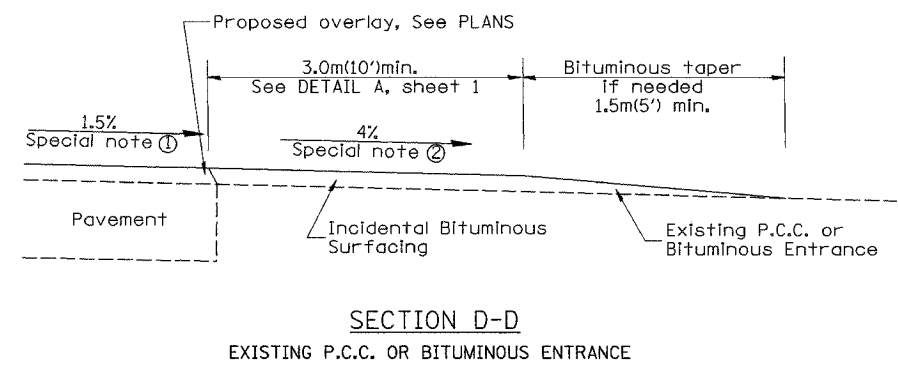 Proposed overlay, See PLANS
3.0m(10')min.
See DETAIL A, sheet 1
Bituminous taper
if needed
1.5m(5') min.
1.5%
Special note ①
4%
Special note ②
Pavement
Incidental Bituminous
Surfacing
Existing P.C.C. or
Bituminous Entrance
SECTION D-D
EXISTING P.C.C. OR BITUMINOUS ENTRANCE